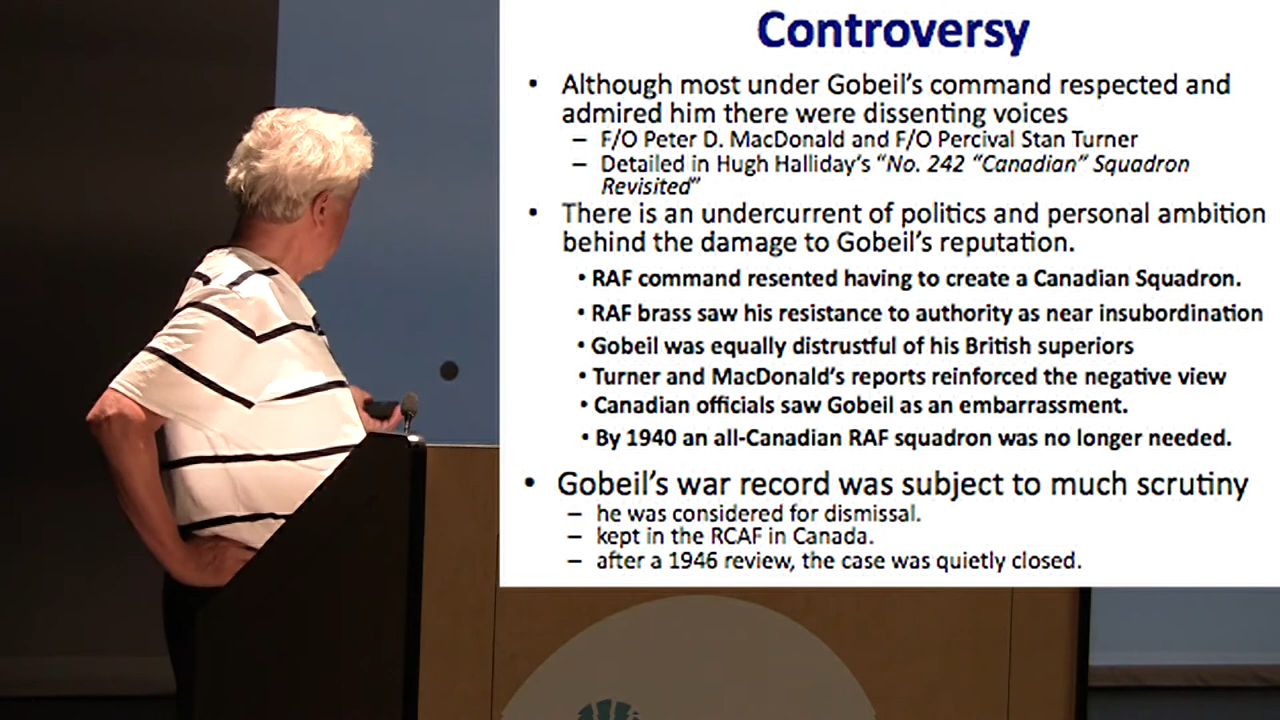 Controversy
• Although most under Gobeil's command respected and
admired him there were dissenting voices
– F/O Peter D. MacDonald and F/O Percival Stan Turner
– Detailed in Hugh Halliday's "No. 242 "Canadian" Squadron
Revisited"
• There is an undercurrent of politics and personal ambition
behind the damage to Gobeil's reputation.
• RAF command resented having to create a Canadian Squadron.
• RAF brass saw his resistance to authority as near insubordination
• Gobeil was equally distrustful of his British superiors
• Turner and MacDonald's reports reinforced the negative view
• Canadian officials saw Gobeil as an embarrassment.
• By 1940 an all-Canadian RAF squadron was no longer needed.
• Gobeil's war record was subject to much scrutiny
– he was considered for dismissal.
– kept in the RCAF in Canada.
– after a 1946 review, the case was quietly closed.